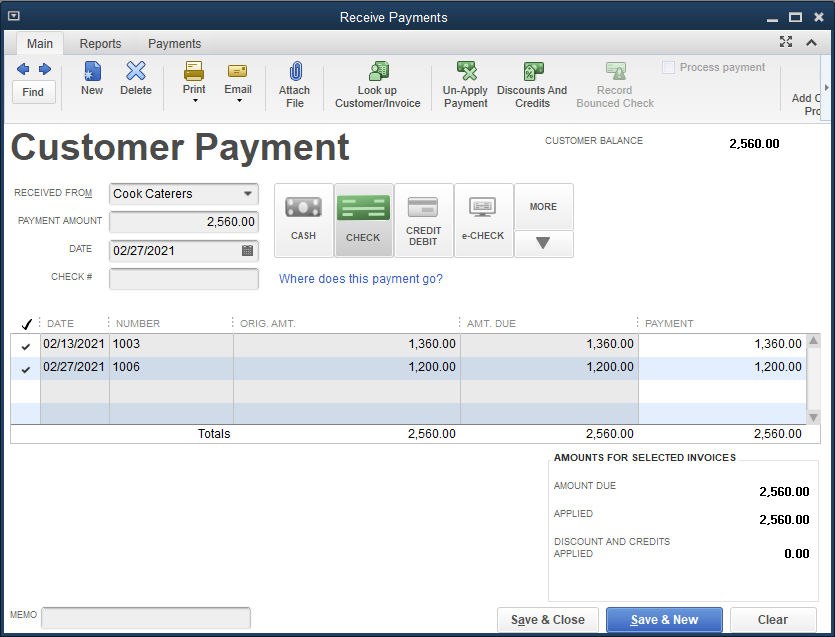 Receive Payments
Main Reports Payments
Find New Delete Print Email Attach File Look up Customer/Invoice Un-Apply Payment Discounts And Credits Record Bounced Check Process payment
Customer Payment
CUSTOMER BALANCE 2,560.00
RECEIVED FROM Cook Caterers
PAYMENT AMOUNT 2,560.00
DATE 02/27/2021
CHECK #
CASH CHECK CREDIT DEBIT e-CHECK MORE
Where does this payment go?
DATE NUMBER ORIG. AMT. AMT. DUE PAYMENT
02/13/2021 1003 1,360.00 1,360.00 1,360.00
02/27/2021 1006 1,200.00 1,200.00 1,200.00
Totals 2,560.00 2,560.00 2,560.00
AMOUNTS FOR SELECTED INVOICES
AMOUNT DUE 2,560.00
APPLIED 2,560.00
DISCOUNT AND CREDITS
APPLIED 0.00
MEMO
Save & Close Save & New Clear